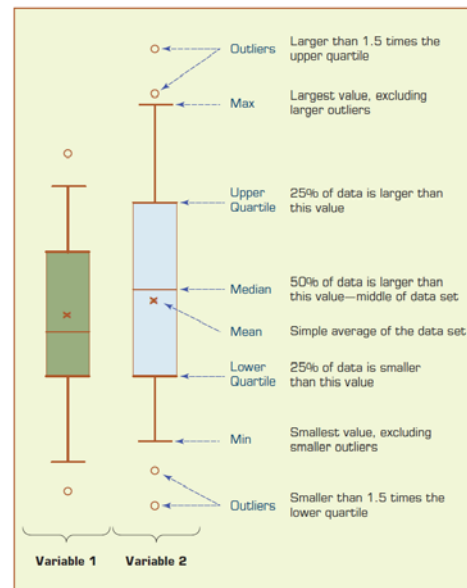 Outliers
Larger than 1.5 times the
upper quartile
Max
Largest value, excluding
larger outliers
Upper
Quartile
25% of data is larger than
this value
Median
50% of data is larger than
this value—middle of data set
Mean
Simple average of the data set
Lower
Quartile
25% of data is smaller
than this value
Min
Smallest value, excluding
smaller outliers
Outliers
Smaller than 1.5 times the
lower quartile
Variable 1
Variable 2